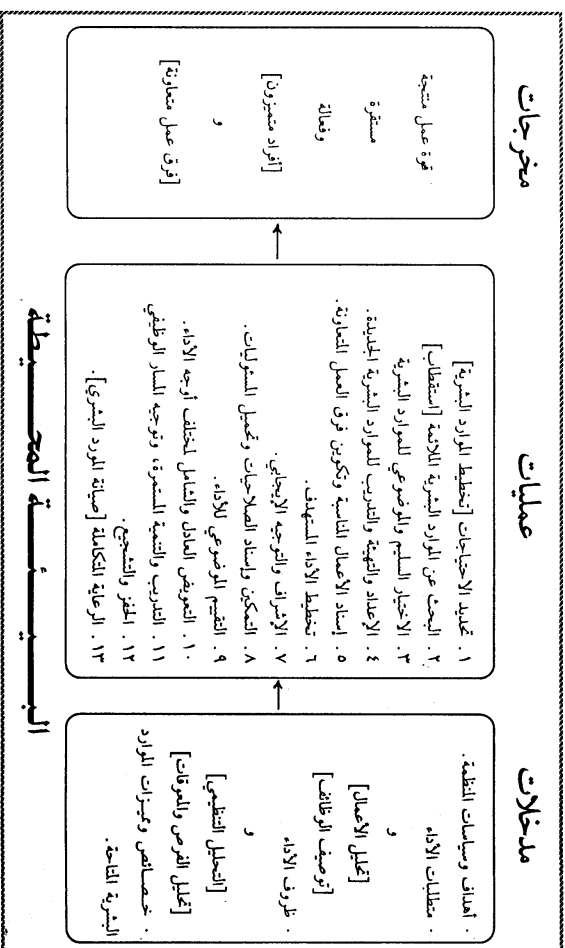 مدخلات
. أهداف وسياسات المنظمة.
. متطلبات الأداء
و
[تحليل الأعمال]
[توصيف الوظائف]
. ظروف الأداء
و
[التحليل التنظيمي]
[تحليل الفرص والمعوقات]
. خصائص ومميزات الموارد
البشرية المتاحة.
عمليات
١. تحديد الاحتياجات [تخطيط الموارد البشرية]
٢. البحث عن الموارد البشرية الملائمة [استقطاب]
٣. الاختيار السليم والموضوعي للموارد البشرية
٤. الإعداد والتهيئة والتدريب للموارد البشرية الجديدة.
٥. إسناد الأعمال المناسبة وتكوين فرق العمل المتعاونة.
٦. تخطيط الأداء المستهدف.
٧. الإشراف والتوجيه الإيجابي.
٨. التمكين وإسناد الصلاحيات وتحميل المسئوليات.
٩. التقييم الموضوعي للأداء.
١٠. التعويض العادل والشامل لمختلف أوجه الأداء.
١١. التدريب والتنمية المستمرة، وتوجيه المسار الوظيفي
١٢. الحفز والتشجيع.
١٣. الرعاية المتكاملة [صيانة المورد البشري].
مخرجات
قوة عمل منتجة
مستقرة
وفعالة
[أفراد متميزون]
و
[فرق عمل متعاونة]
البـــيـــئـــة المحـــيـــطة